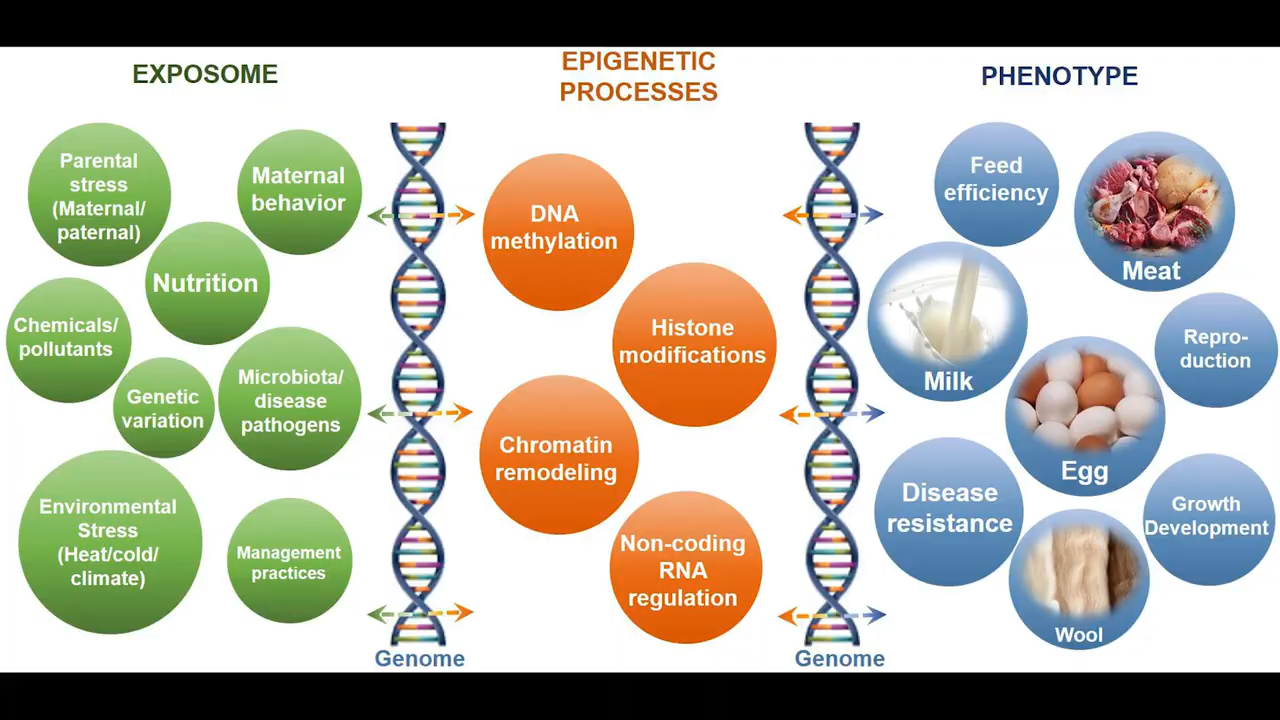 EXPOSOME
Parental
stress
(Maternal/
paternal)
Maternal
behavior
Nutrition
Chemicals/
pollutants
Genetic
variation
Microbiota/
disease
pathogens
Environmental
Stress
(Heat/cold/
climate)
Management
practices
Genome
EPIGENETIC
PROCESSES
DNA
methylation
Histone
modifications
Chromatin
remodeling
Non-coding
RNA
regulation
Genome
PHENOTYPE
Feed
efficiency
Meat
Milk
Repro-
duction
Egg
Disease
resistance
Growth
Development
Wool